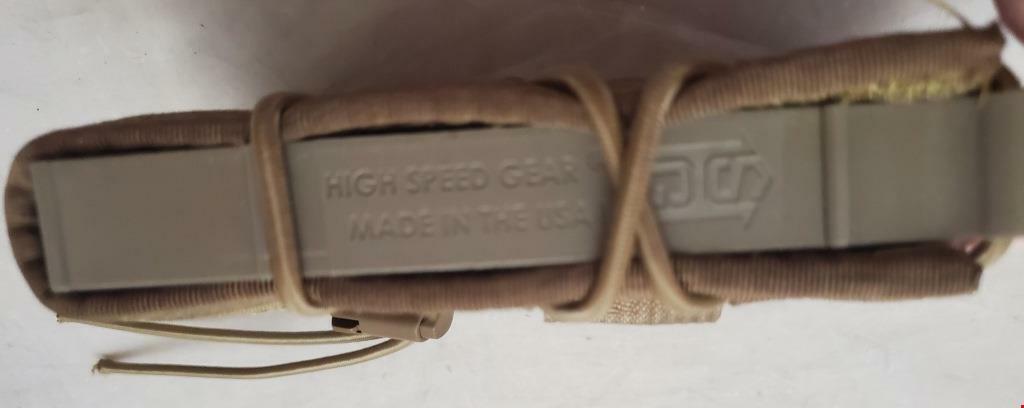 HIGH SPEED GEAR
MADE IN THE USA